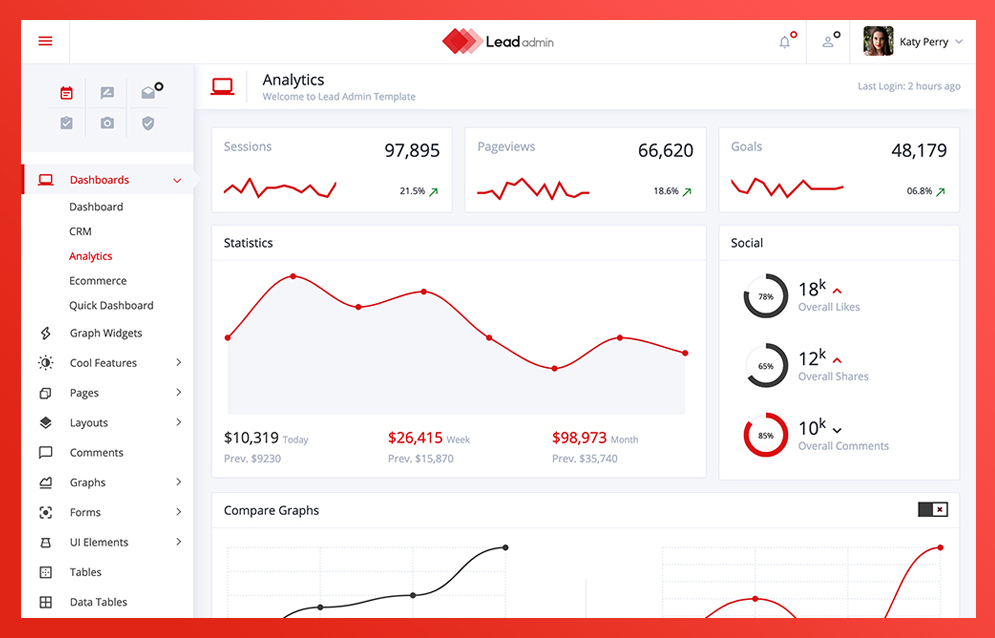 Lead admin
Katy Perry
Analytics
Welcome to Lead Admin Template
Last Login: 2 hours ago
Dashboards
Dashboard
CRM
Analytics
Ecommerce
Quick Dashboard
Graph Widgets
Cool Features
Pages
Layouts
Comments
Graphs
Forms
UI Elements
Tables
Data Tables
Sessions 97,895
21.5%
Pageviews 66,620
18.6%
Goals 48,179
06.8%
Statistics
$10,319 Today $26,415 Week $98,973 Month
Prev. $9230 Prev. $15,870 Prev. $35,740
Social
78% 18k
Overall Likes
65% 12k
Overall Shares
85% 10k
Overall Comments
Compare Graphs